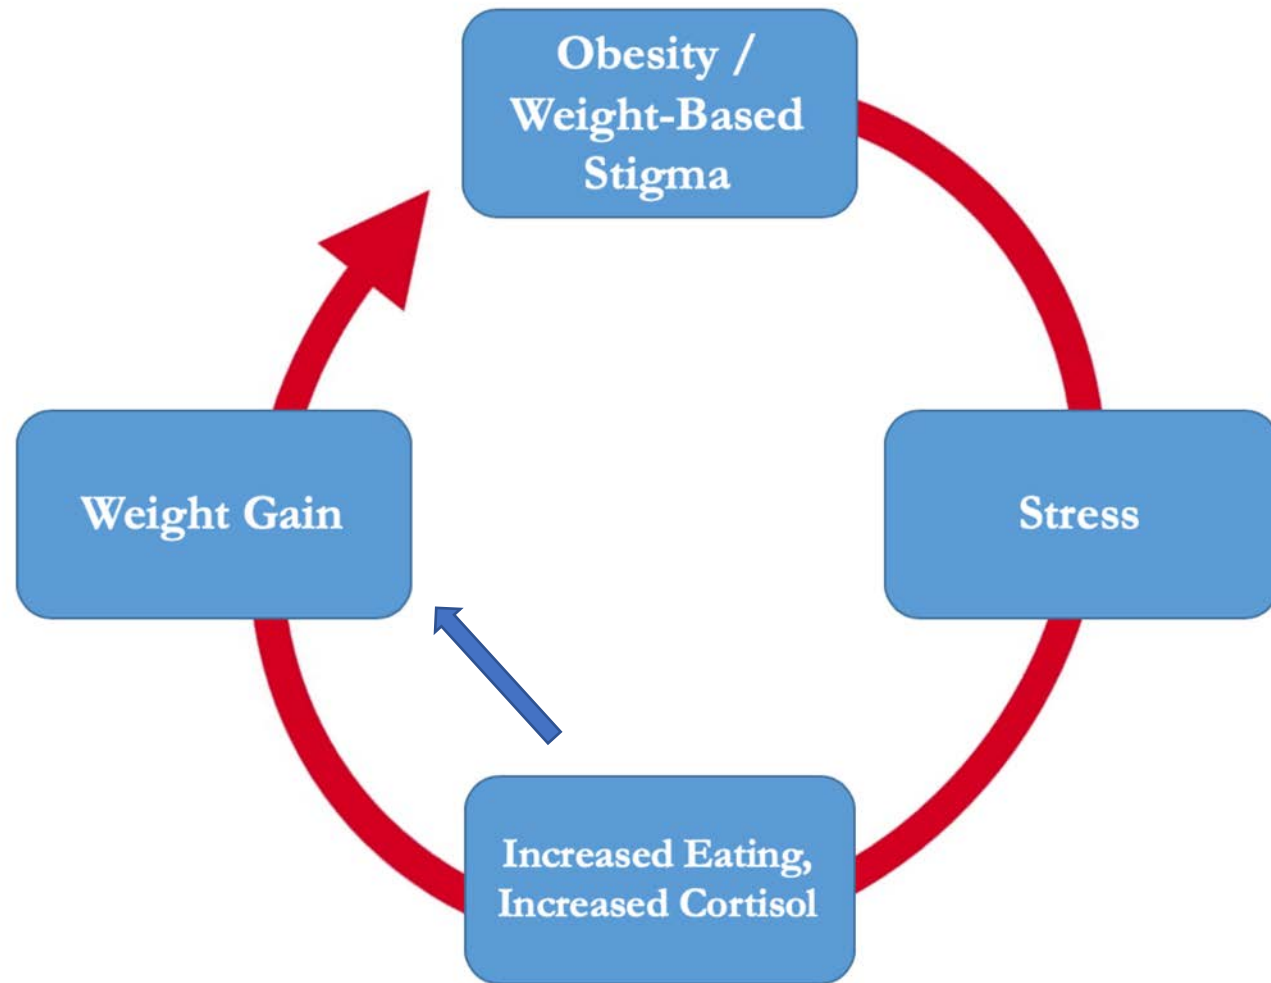 Obesity /
Weight-Based
Stigma
Weight Gain
Stress
Increased Eating,
Increased Cortisol